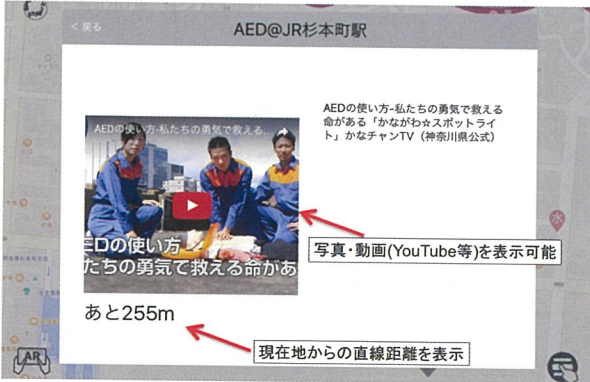 < 戻る
AED@JR杉本町駅
AEDの使い方-私たちの勇気で救える
命がある「かながわ☆スポットライ
ト」かなチャンTV（神奈川県公式）
AEDの使い方-私たちの勇気で救える...
EDの使い方
たちの勇気で救える命があ
写真・動画(YouTube等)を表示可能
あと255m
現在地からの直線距離を表示
AR